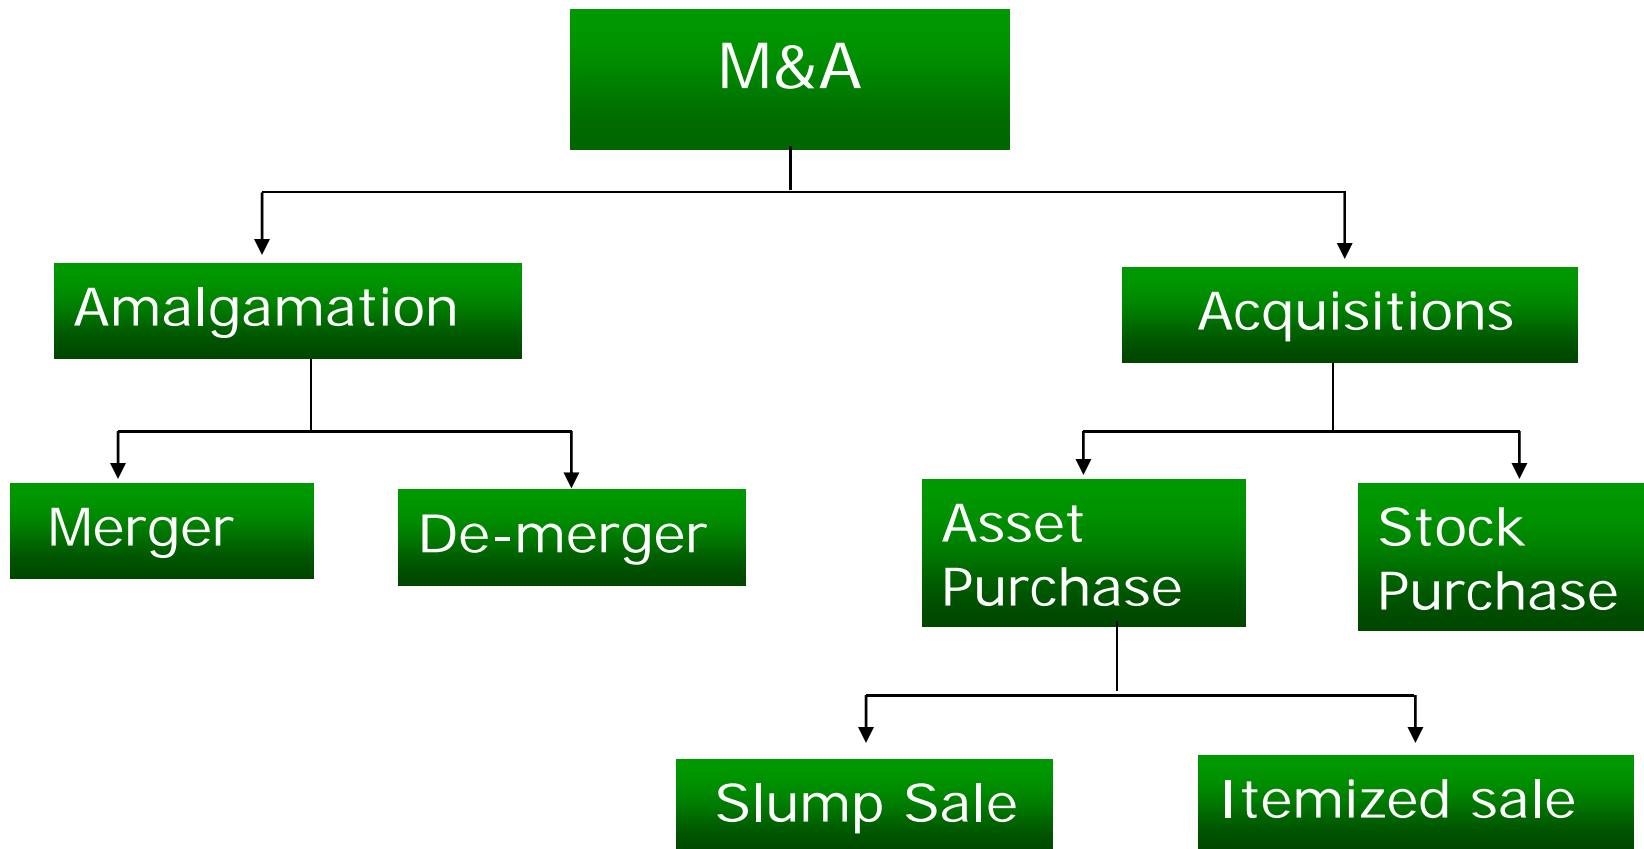 M&A
Amalgamation
Acquisitions
Merger
De-merger
Asset
Purchase
Stock
Purchase
Slump Sale
Itemized sale